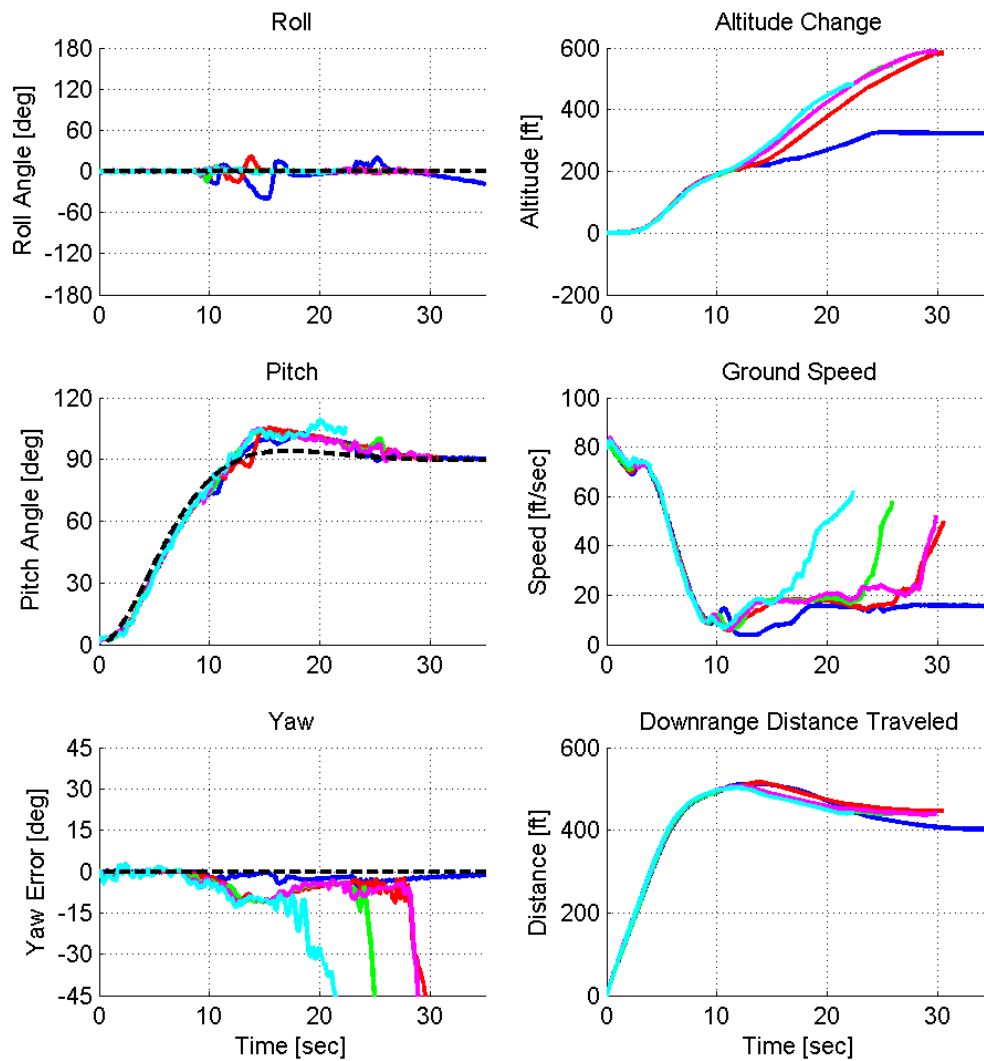 Roll
Roll Angle [deg]
180
120
60
0
-60
-120
-180
0 10 20 30
Altitude Change
Altitude [ft]
600
400
200
0
-200
0 10 20 30
Pitch
Pitch Angle [deg]
120
90
60
30
0
0 10 20 30
Ground Speed
Speed [ft/sec]
100
80
60
40
20
0
0 10 20 30
Yaw
Yaw Error [deg]
45
30
15
0
-15
-30
-45
0 10 20 30
Time [sec]
Downrange Distance Traveled
Distance [ft]
600
400
200
0
0 10 20 30
Time [sec]